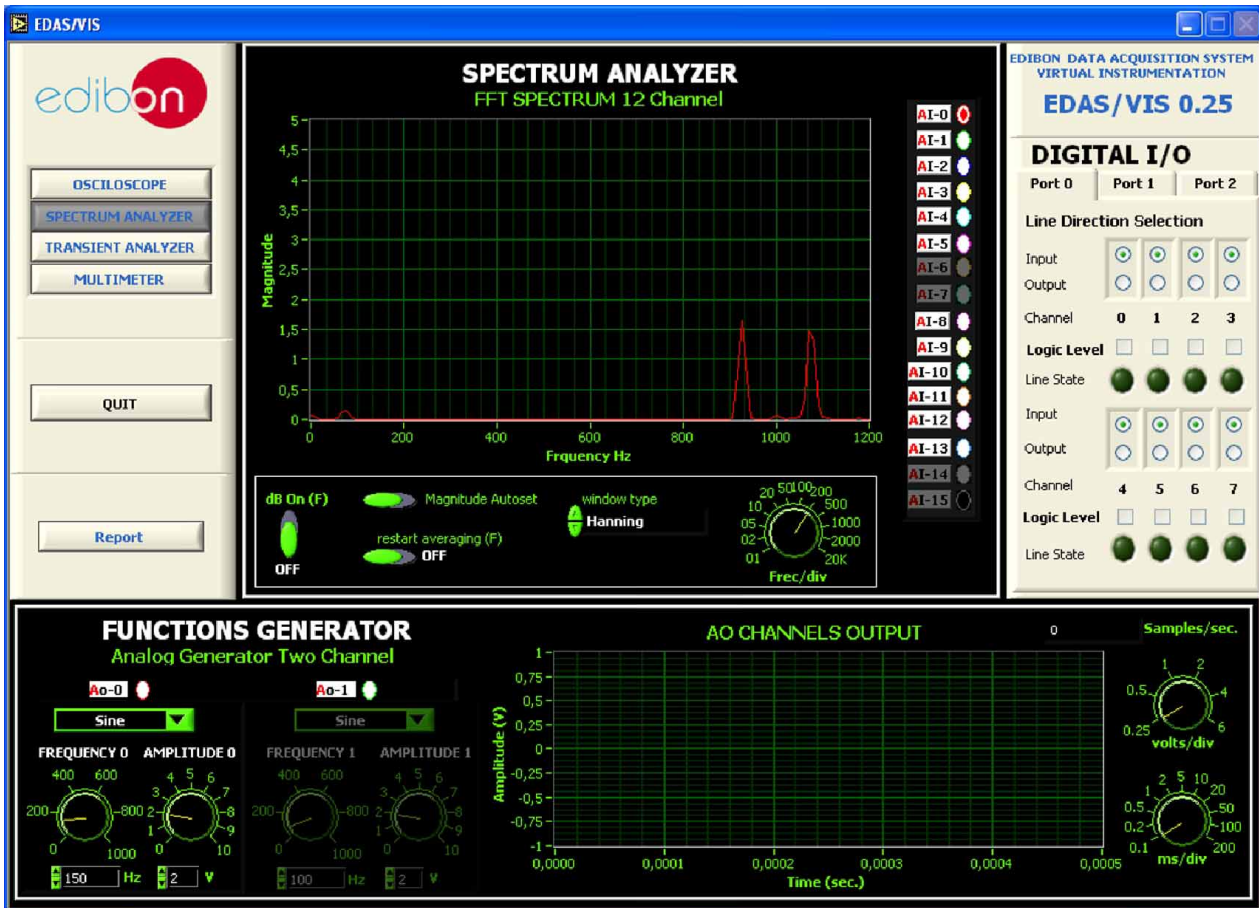 EDAS/VIS
edibon
OSCILOSCOPE
SPECTRUM ANALYZER
TRANSIENT ANALYZER
MULTIMETER
QUIT
Report
SPECTRUM ANALYZER
FFT SPECTRUM 12 Channel
Magnitude
5
4,5
4
3,5
3
2,5
2
1,5
1
0,5
0
0 200 400 600 800 1000 1200
Frquency Hz
AI-0
AI-1
AI-2
AI-3
AI-4
AI-5
AI-6
AI-7
AI-8
AI-9
AI-10
AI-11
AI-12
AI-13
AI-14
AI-15
dB On (F)
OFF
Magnitude Autoset
restart averaging (F)
OFF
window type
Hanning
01 02 05 10 20 50 100 200 500 1000 2000 20K
Frec/div
EDIBON DATA ACQUISITION SYSTEM
VIRTUAL INSTRUMENTATION
EDAS/VIS 0.25
DIGITAL I/O
Port 0 Port 1 Port 2
Line Direction Selection
Input
Output
Channel 0 1 2 3
Logic Level
Line State
Input
Output
Channel 4 5 6 7
Logic Level
Line State
FUNCTIONS GENERATOR
Analog Generator Two Channel
Ao-0
Sine
FREQUENCY 0 AMPLITUDE 0
0 200 400 600 800 1000
0 1 2 3 4 5 6 7 8 9 10
150 Hz 2 V
Ao-1
Sine
FREQUENCY 1 AMPLITUDE 1
0 200 400 600 800 1000
0 1 2 3 4 5 6 7 8 9 10
100 Hz 2 V
AO CHANNELS OUTPUT
0 Samples/sec.
Amplitude (V)
1
0,75
0,5
0,25
0
-0,25
-0,5
-0,75
-1
0,0000 0,0001 0,0002 0,0003 0,0004 0,0005
Time (sec.)
0.25 0.5 1 2 4 6
volts/div
0.1 0.2 0.5 1 2 5 10 20 50 100 200
ms/div